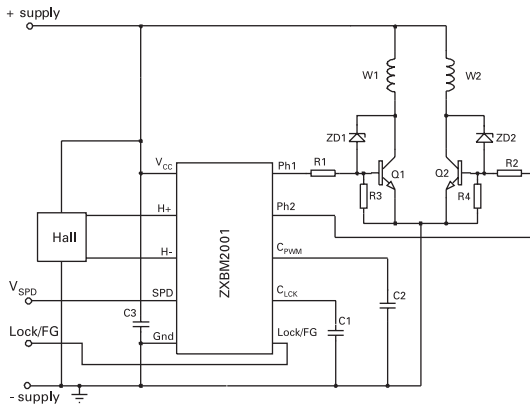 + supply
W1
W2
ZD1
ZD2
VCC
Ph1
R1
Q1
Q2
R2
R3
R4
H+
Ph2
Hall
ZXBM2001
H-
CPWM
VSPD
SPD
CLCK
C2
Lock/FG
C3
Gnd
Lock/FG
C1
- supply